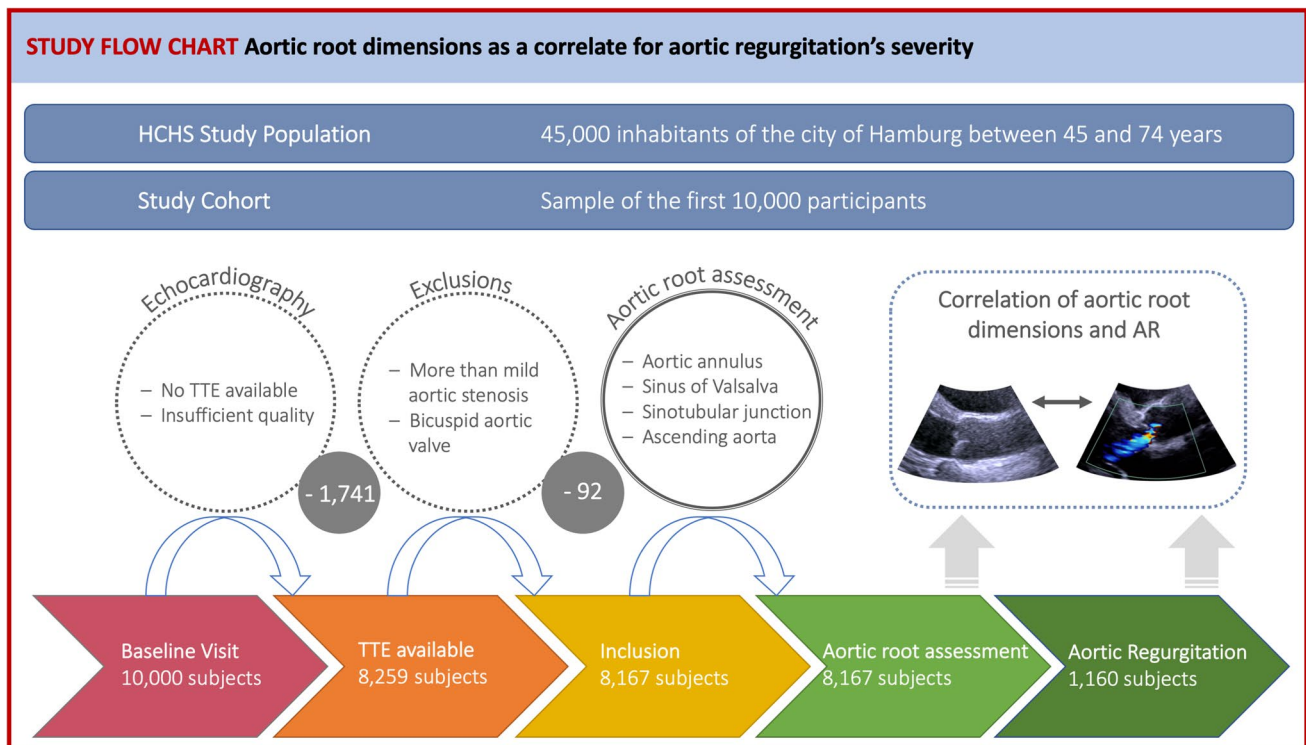 STUDY FLOW CHART Aortic root dimensions as a correlate for aortic regurgitation's severity
HCHS Study Population
45,000 inhabitants of the city of Hamburg between 45 and 74 years
Study Cohort
Sample of the first 10,000 participants
Echocardiography
– No TTE available
– Insufficient quality
- 1,741
Exclusions
– More than mild
aortic stenosis
– Bicuspid aortic
valve
- 92
Aortic root assessment
– Aortic annulus
– Sinus of Valsalva
– Sinotubular junction
– Ascending aorta
Correlation of aortic root
dimensions and AR
Baseline Visit
10,000 subjects
TTE available
8,259 subjects
Inclusion
8,167 subjects
Aortic root assessment
8,167 subjects
Aortic Regurgitation
1,160 subjects